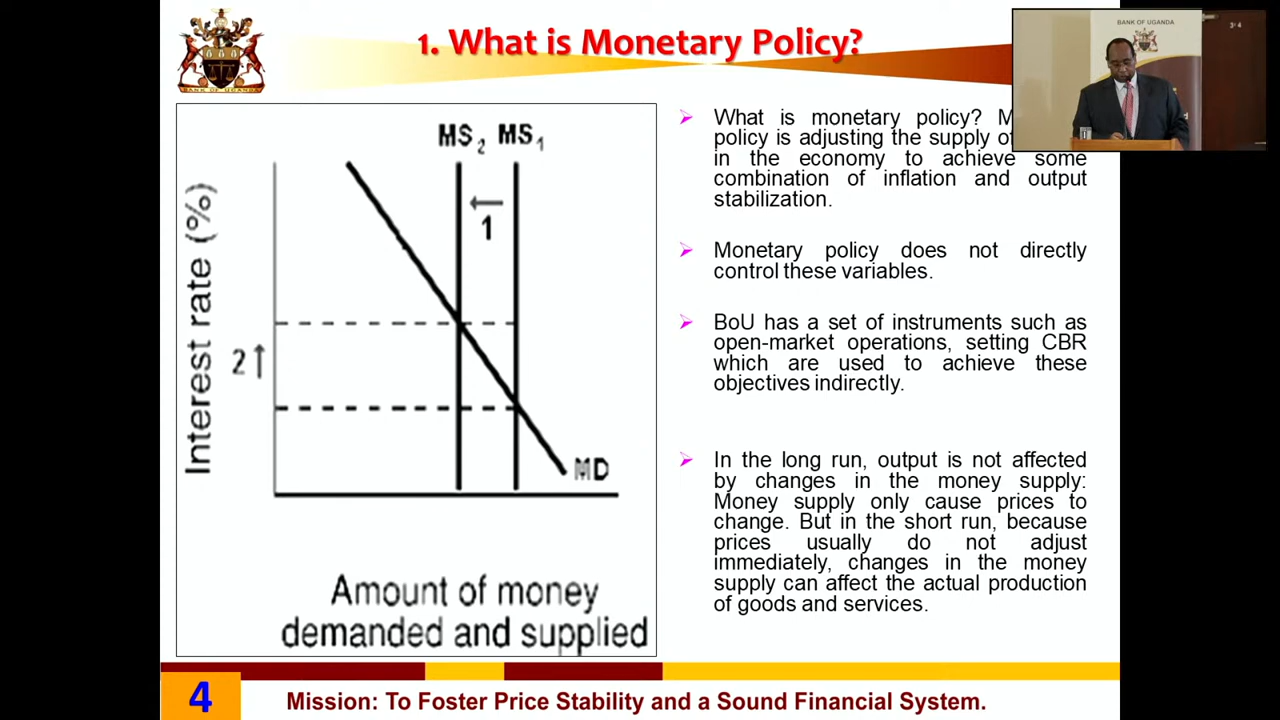 1. What is Monetary Policy?
BANK OF UGANDA
BANK OF UGANDA
MS2 MS1
1
Interest rate (%)
2
MD
Amount of money
demanded and supplied
What is monetary policy?
policy is adjusting the supply of
in the economy to achieve some
combination of inflation and output
stabilization.
Monetary policy does not directly
control these variables.
BoU has a set of instruments such as
open-market operations, setting CBR
which are used to achieve these
objectives indirectly.
In the long run, output is not affected
by changes in the money supply:
Money supply only cause prices to
change. But in the short run, because
prices usually do not adjust
immediately, changes in the money
supply can affect the actual production
of goods and services.
4
Mission: To Foster Price Stability and a Sound Financial System.